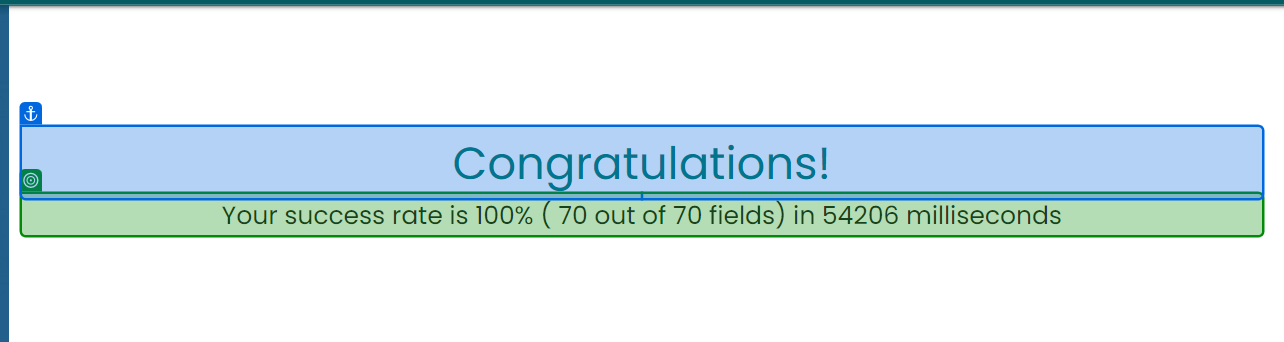 Congratulations!
Your success rate is 100% ( 70 out of 70 fields) in 54206 milliseconds